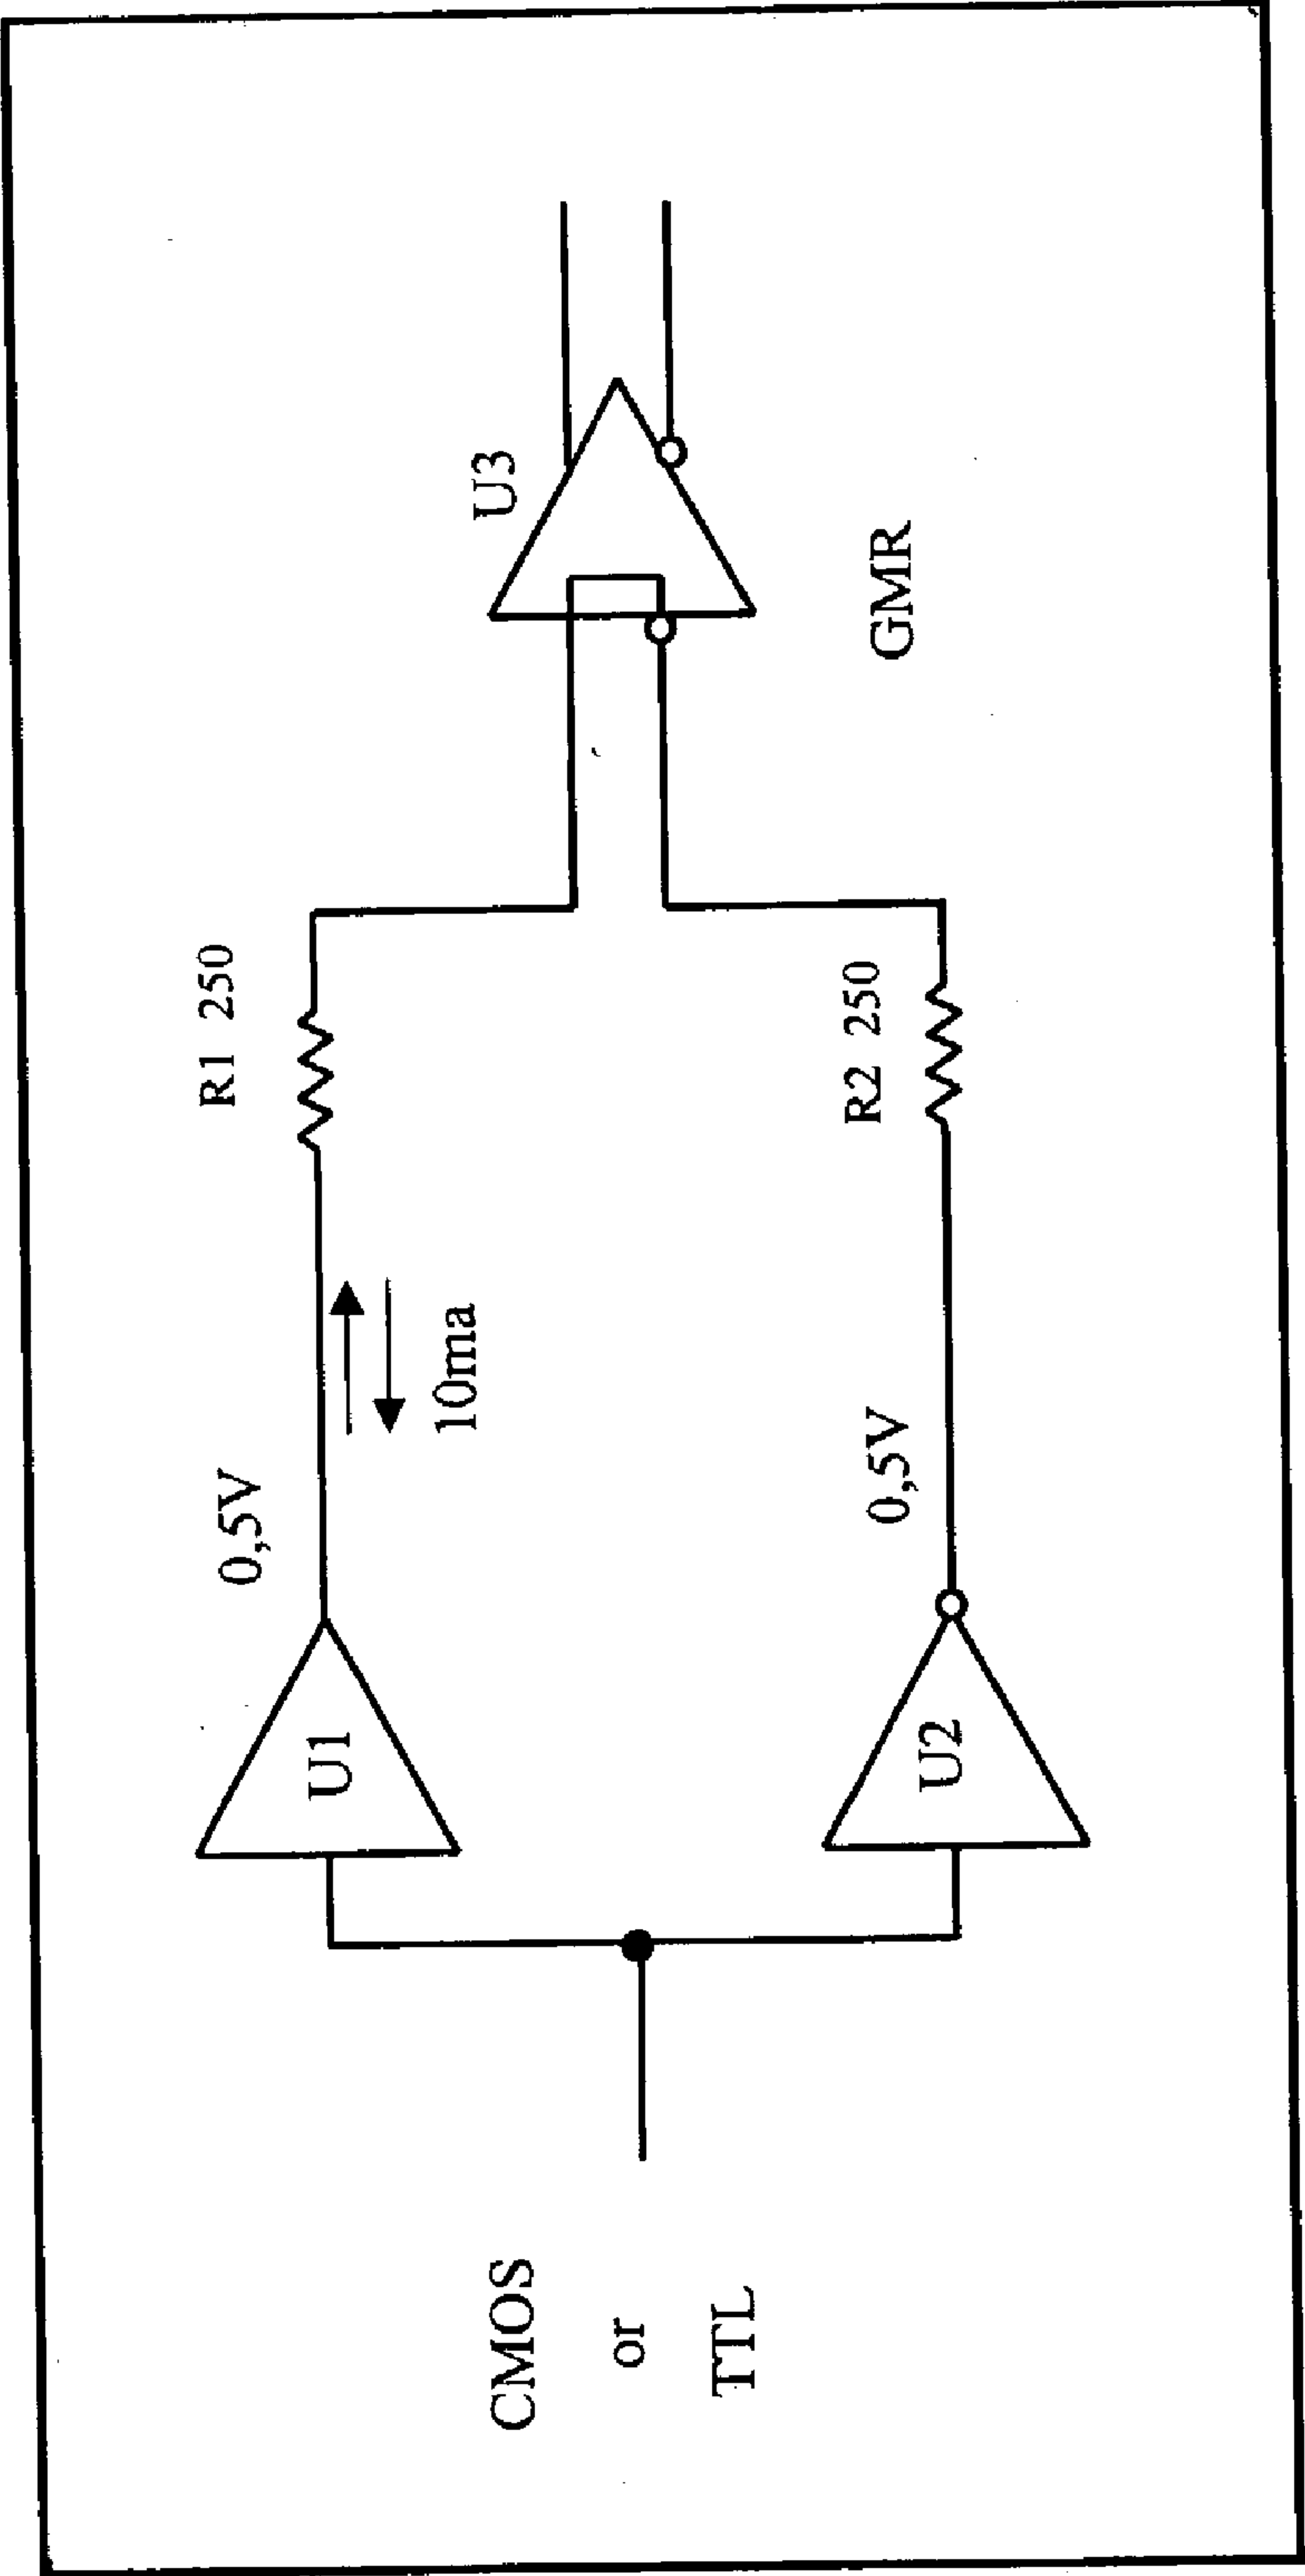 CMOS
or
TTL
U1
0,5V
10ma
R1 250
U2
0,5V
R2 250
U3
GMR